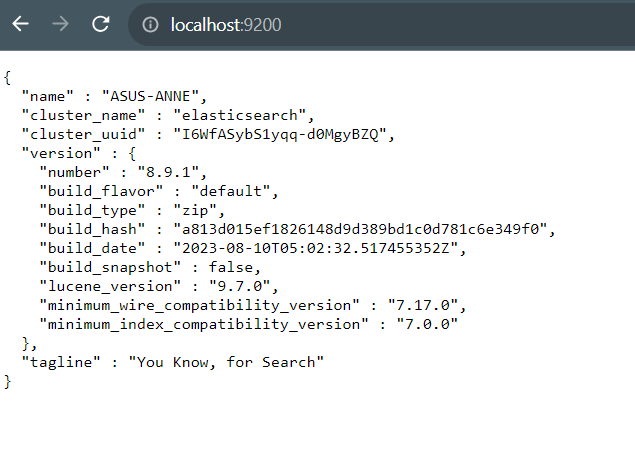 localhost:9200
{
  "name" : "ASUS-ANNE",
  "cluster_name" : "elasticsearch",
  "cluster_uuid" : "I6WfASybS1yqq-d0MgyBZQ",
  "version" : {
    "number" : "8.9.1",
    "build_flavor" : "default",
    "build_type" : "zip",
    "build_hash" : "a813d015ef1826148d9d389bd1c0d781c6e349f0",
    "build_date" : "2023-08-10T05:02:32.517455352Z",
    "build_snapshot" : false,
    "lucene_version" : "9.7.0",
    "minimum_wire_compatibility_version" : "7.17.0",
    "minimum_index_compatibility_version" : "7.0.0"
  },
  "tagline" : "You Know, for Search"
}